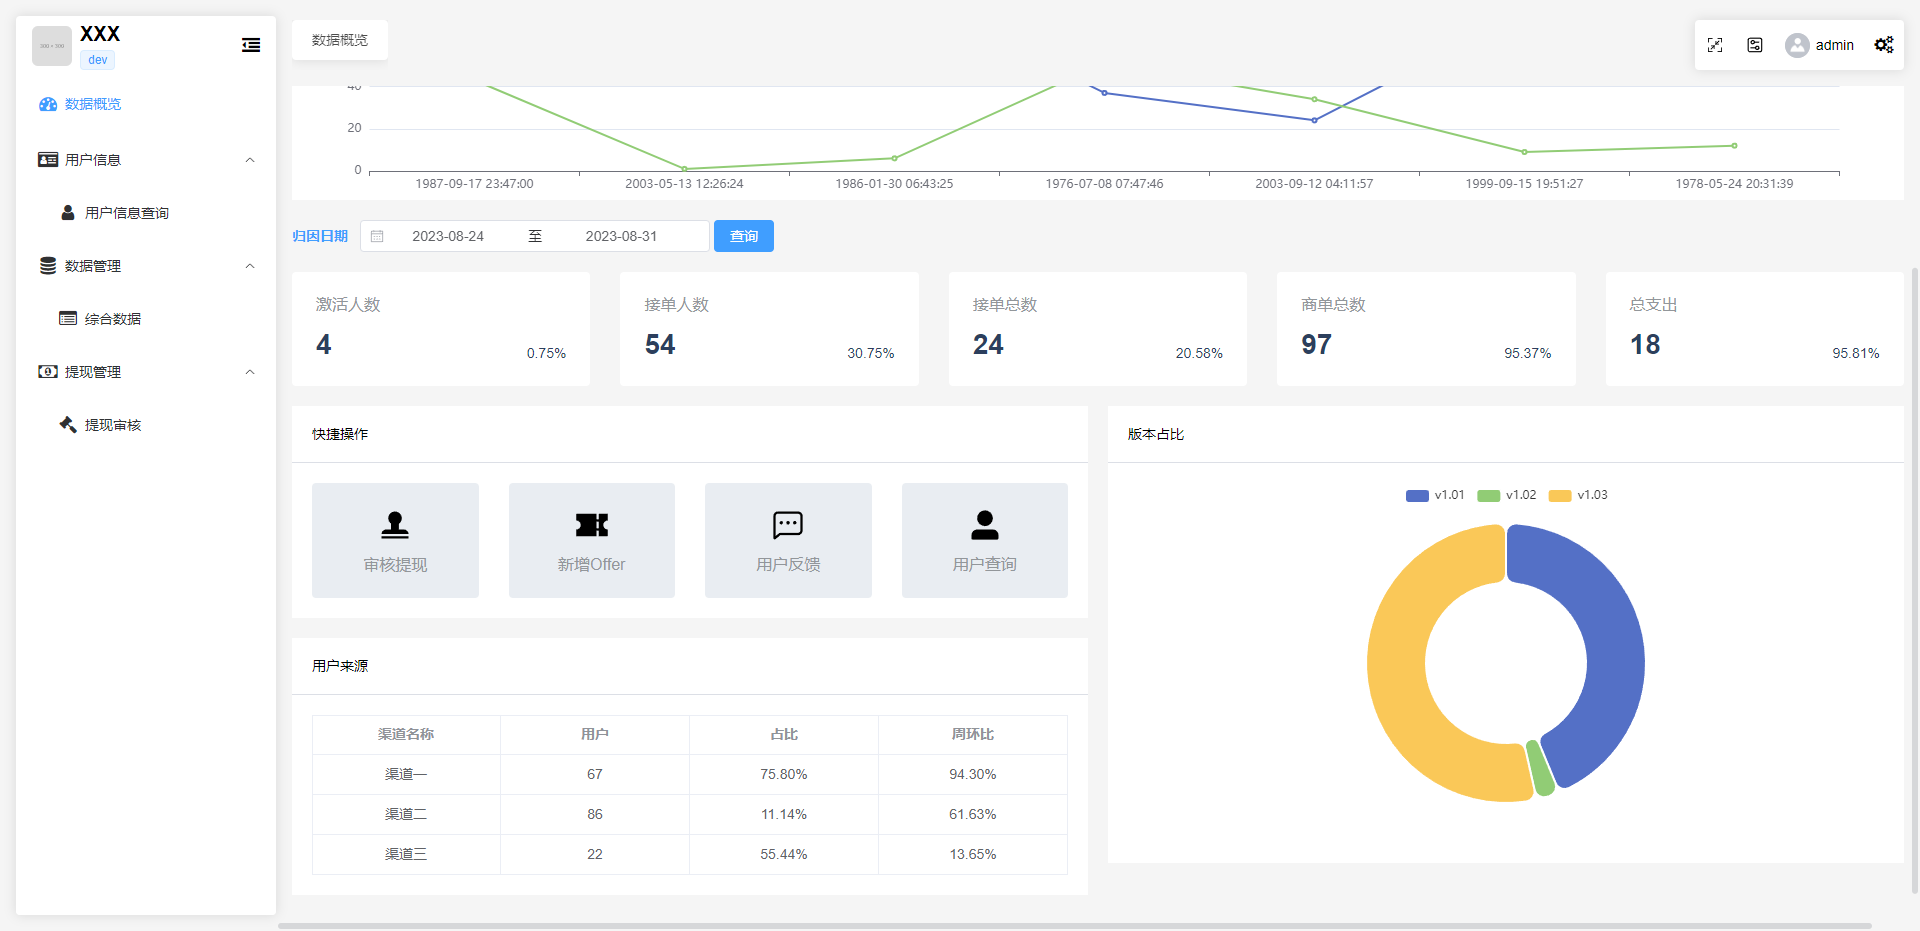 300 × 300
XXX
dev
数据概览
用户信息
用户信息查询
数据管理
综合数据
提现管理
提现审核
数据概览
admin
40
20
0
1987-09-17 23:47:00
2003-05-13 12:26:24
1986-01-30 06:43:25
1976-07-08 07:47:46
2003-09-12 04:11:57
1999-09-15 19:51:27
1978-05-24 20:31:39
归因日期
2023-08-24 至 2023-08-31
查询
激活人数
4
0.75%
接单人数
54
30.75%
接单总数
24
20.58%
商单总数
97
95.37%
总支出
18
95.81%
快捷操作
审核提现
新增Offer
用户反馈
用户查询
版本占比
v1.01 v1.02 v1.03
用户来源
渠道名称 用户 占比 周环比
渠道一 67 75.80% 94.30%
渠道二 86 11.14% 61.63%
渠道三 22 55.44% 13.65%